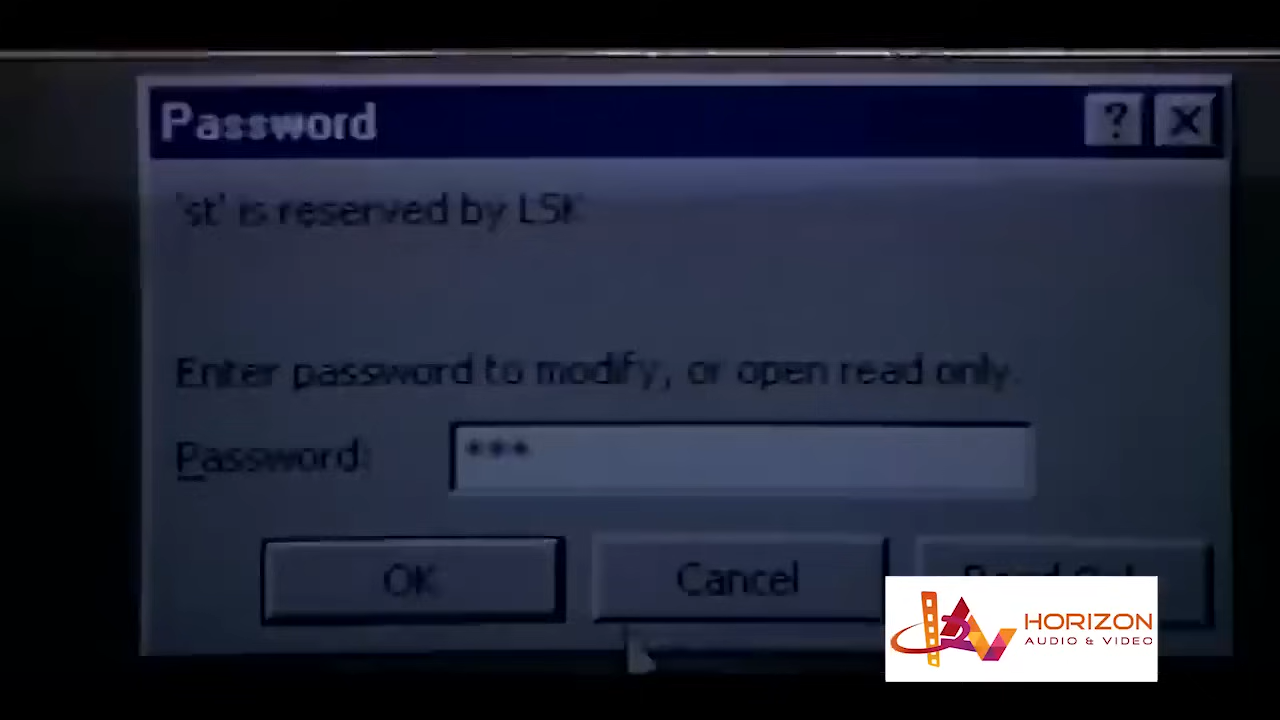 Password
'st' is reserved by LSK
Enter password to modify, or open read only.
Password: ***
OK Cancel
HORIZON
AUDIO & VIDEO